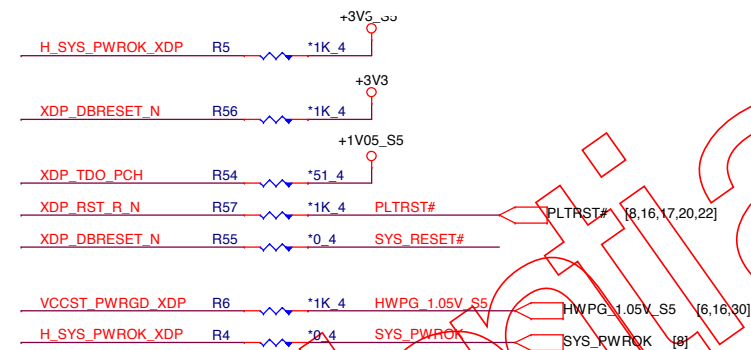 +3V3_S5
H_SYS_PWROK_XDP R5 *1K_4
+3V3
XDP_DBRESET_N R56 *1K_4
+1V05_S5
XDP_TDO_PCH R54 *51_4
XDP_RST_R_N R57 *1K_4 PLTRST# PLTRST# [8,16,17,20,22]
XDP_DBRESET_N R55 *0_4 SYS_RESET#
VCCST_PWRGD_XDP R6 *1K_4 HWPG_1.05V_S5 HWPG_1.05V_S5 [6,16,30]
H_SYS_PWROK_XDP R4 *0_4 SYS_PWROK SYS_PWROK [8]